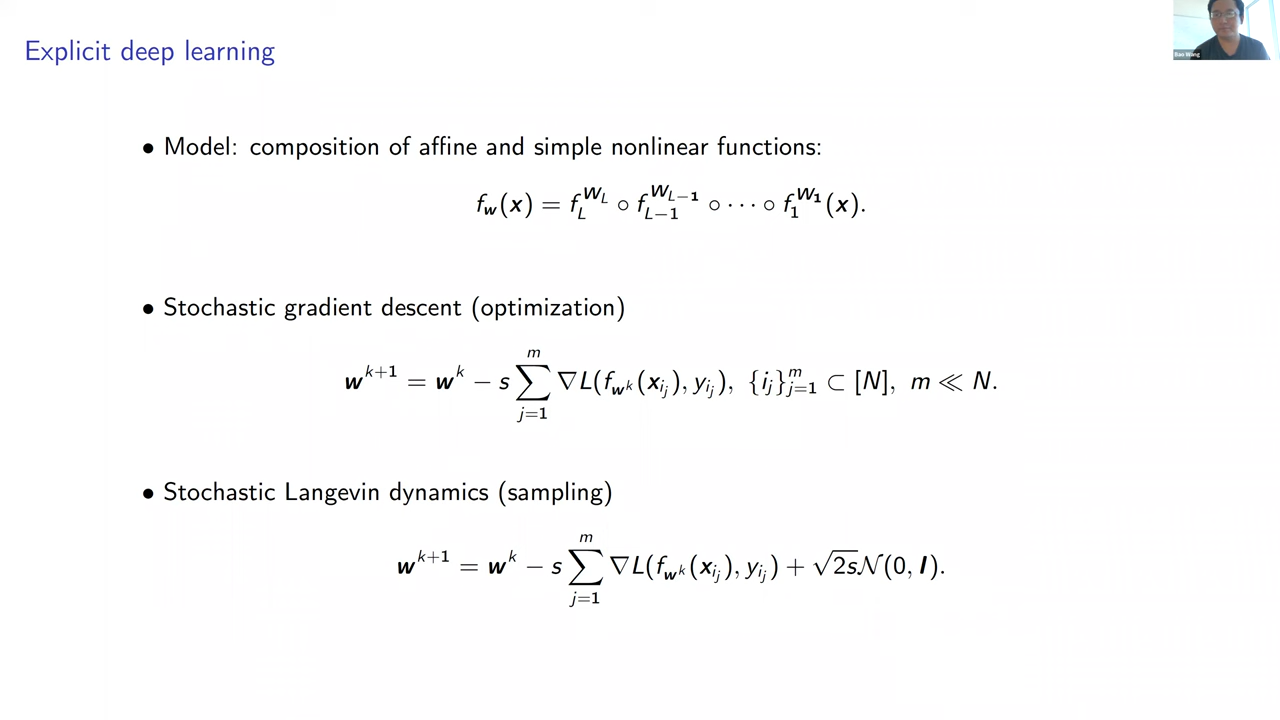 Explicit deep learning
Bao Wang
• Model: composition of affine and simple nonlinear functions:
f_w(x) = f_L^{W_L} ∘ f_{L−1}^{W_{L−1}} ∘ ⋯ ∘ f_1^{W_1}(x).
• Stochastic gradient descent (optimization)
w^{k+1} = w^k − s ∑_{j=1}^{m} ∇L(f_{w^k}(x_{i_j}), y_{i_j}), {i_j}_{j=1}^{m} ⊂ [N], m ≪ N.
• Stochastic Langevin dynamics (sampling)
w^{k+1} = w^k − s ∑_{j=1}^{m} ∇L(f_{w^k}(x_{i_j}), y_{i_j}) + √2s 𝒩(0, I).